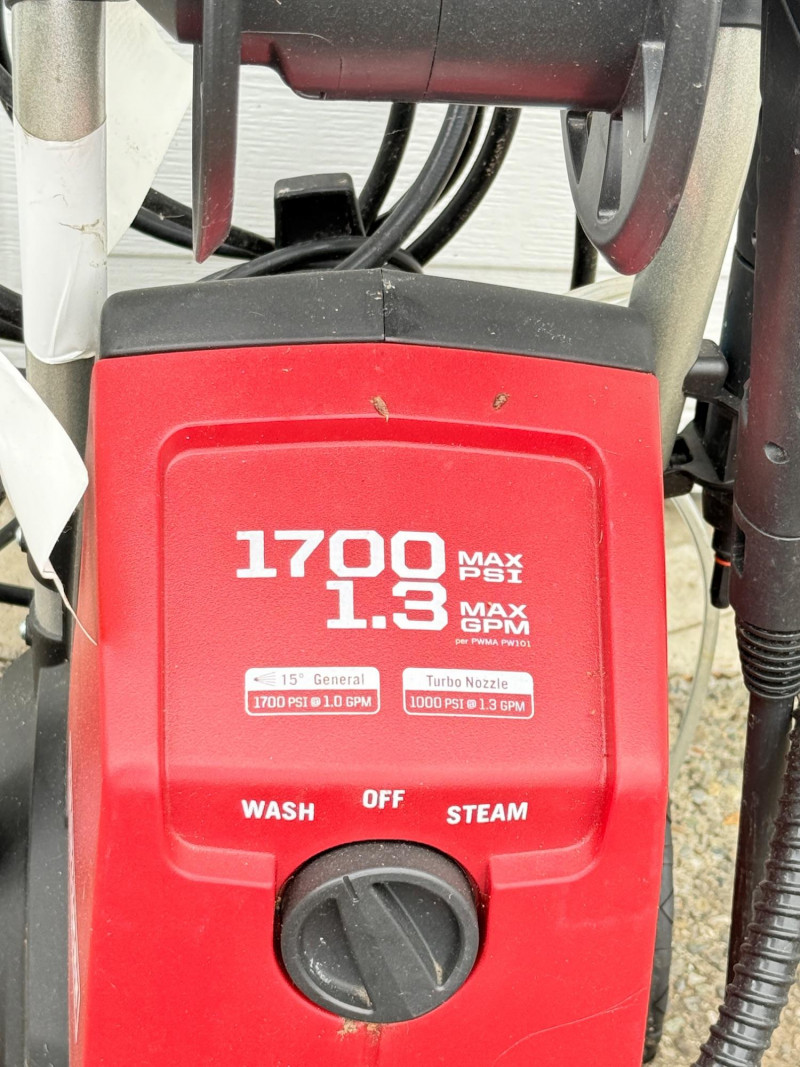 1700 MAX PSI
1.3 MAX GPM
per PWMA PW101
15° General
1700 PSI @ 1.0 GPM
Turbo Nozzle
1000 PSI @ 1.3 GPM
WASH OFF STEAM